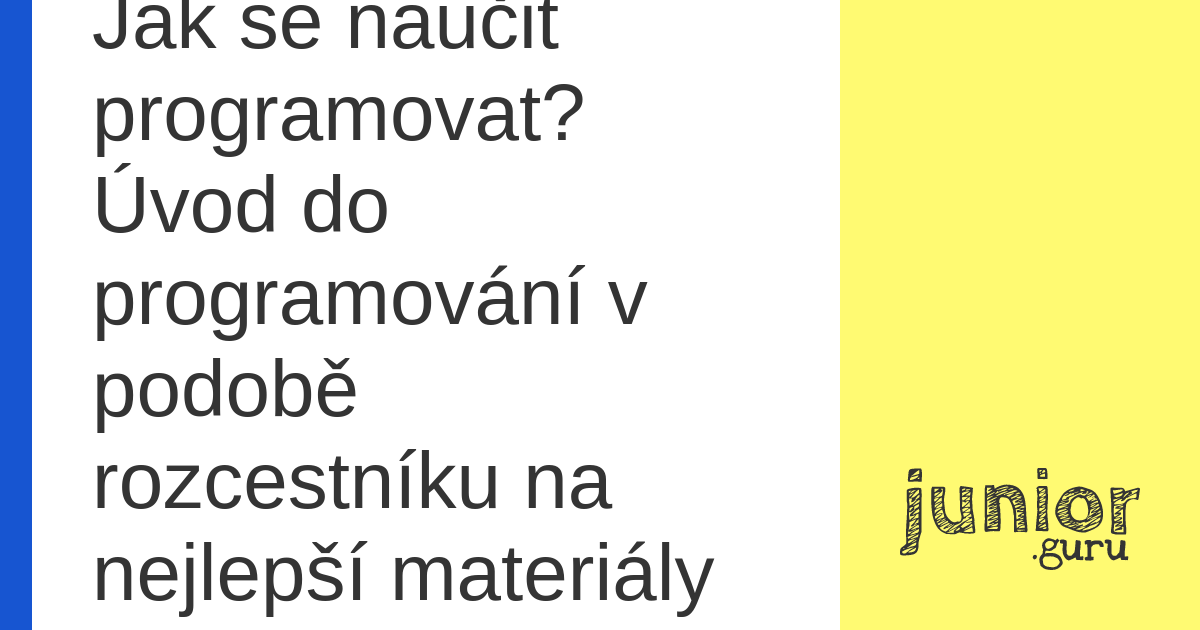 Jak se naučit
programovat?
Úvod do
programování v
podobě
rozcestníku na
nejlepší materiály
junior
.guru